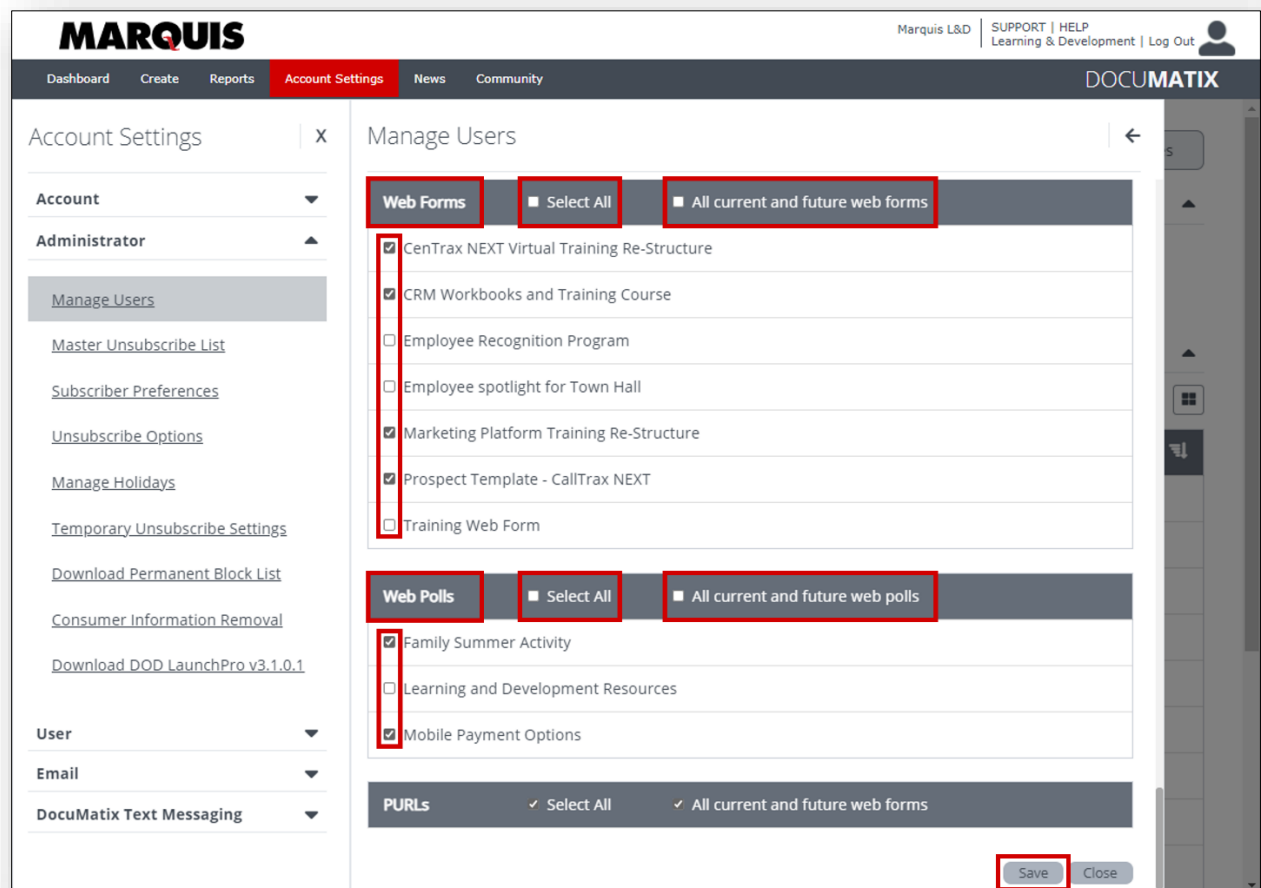 MARQUIS
Marquis L&D
SUPPORT | HELP
Learning & Development | Log Out
Dashboard Create Reports Account Settings News Community
DOCUMATIX
Account Settings X
Account
Administrator
Manage Users
Master Unsubscribe List
Subscriber Preferences
Unsubscribe Options
Manage Holidays
Temporary Unsubscribe Settings
Download Permanent Block List
Consumer Information Removal
Download DOD LaunchPro v3.1.0.1
User
Email
DocuMatix Text Messaging
Manage Users
Web Forms Select All All current and future web forms
CenTrax NEXT Virtual Training Re-Structure
CRM Workbooks and Training Course
Employee Recognition Program
Employee spotlight for Town Hall
Marketing Platform Training Re-Structure
Prospect Template - CallTrax NEXT
Training Web Form
Web Polls Select All All current and future web polls
Family Summer Activity
Learning and Development Resources
Mobile Payment Options
PURLs Select All All current and future web forms
Save Close